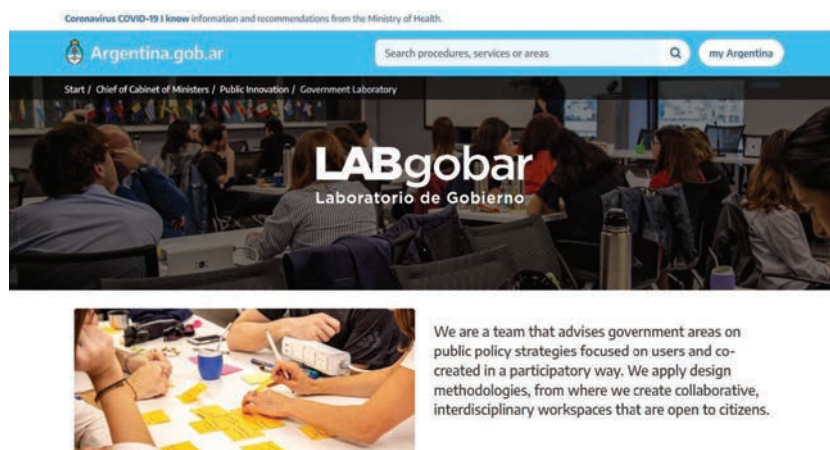 Coronavirus COVID-19 I know information and recommendations from the Ministry of Health.
Argentina.gob.ar
Search procedures, services or areas
my Argentina
Start / Chief of Cabinet of Ministers / Public Innovation / Government Laboratory
LABgobar
Laboratorio de Gobierno
We are a team that advises government areas on
public policy strategies focused on users and co-
created in a participatory way. We apply design
methodologies, from where we create collaborative,
interdisciplinary workspaces that are open to citizens.